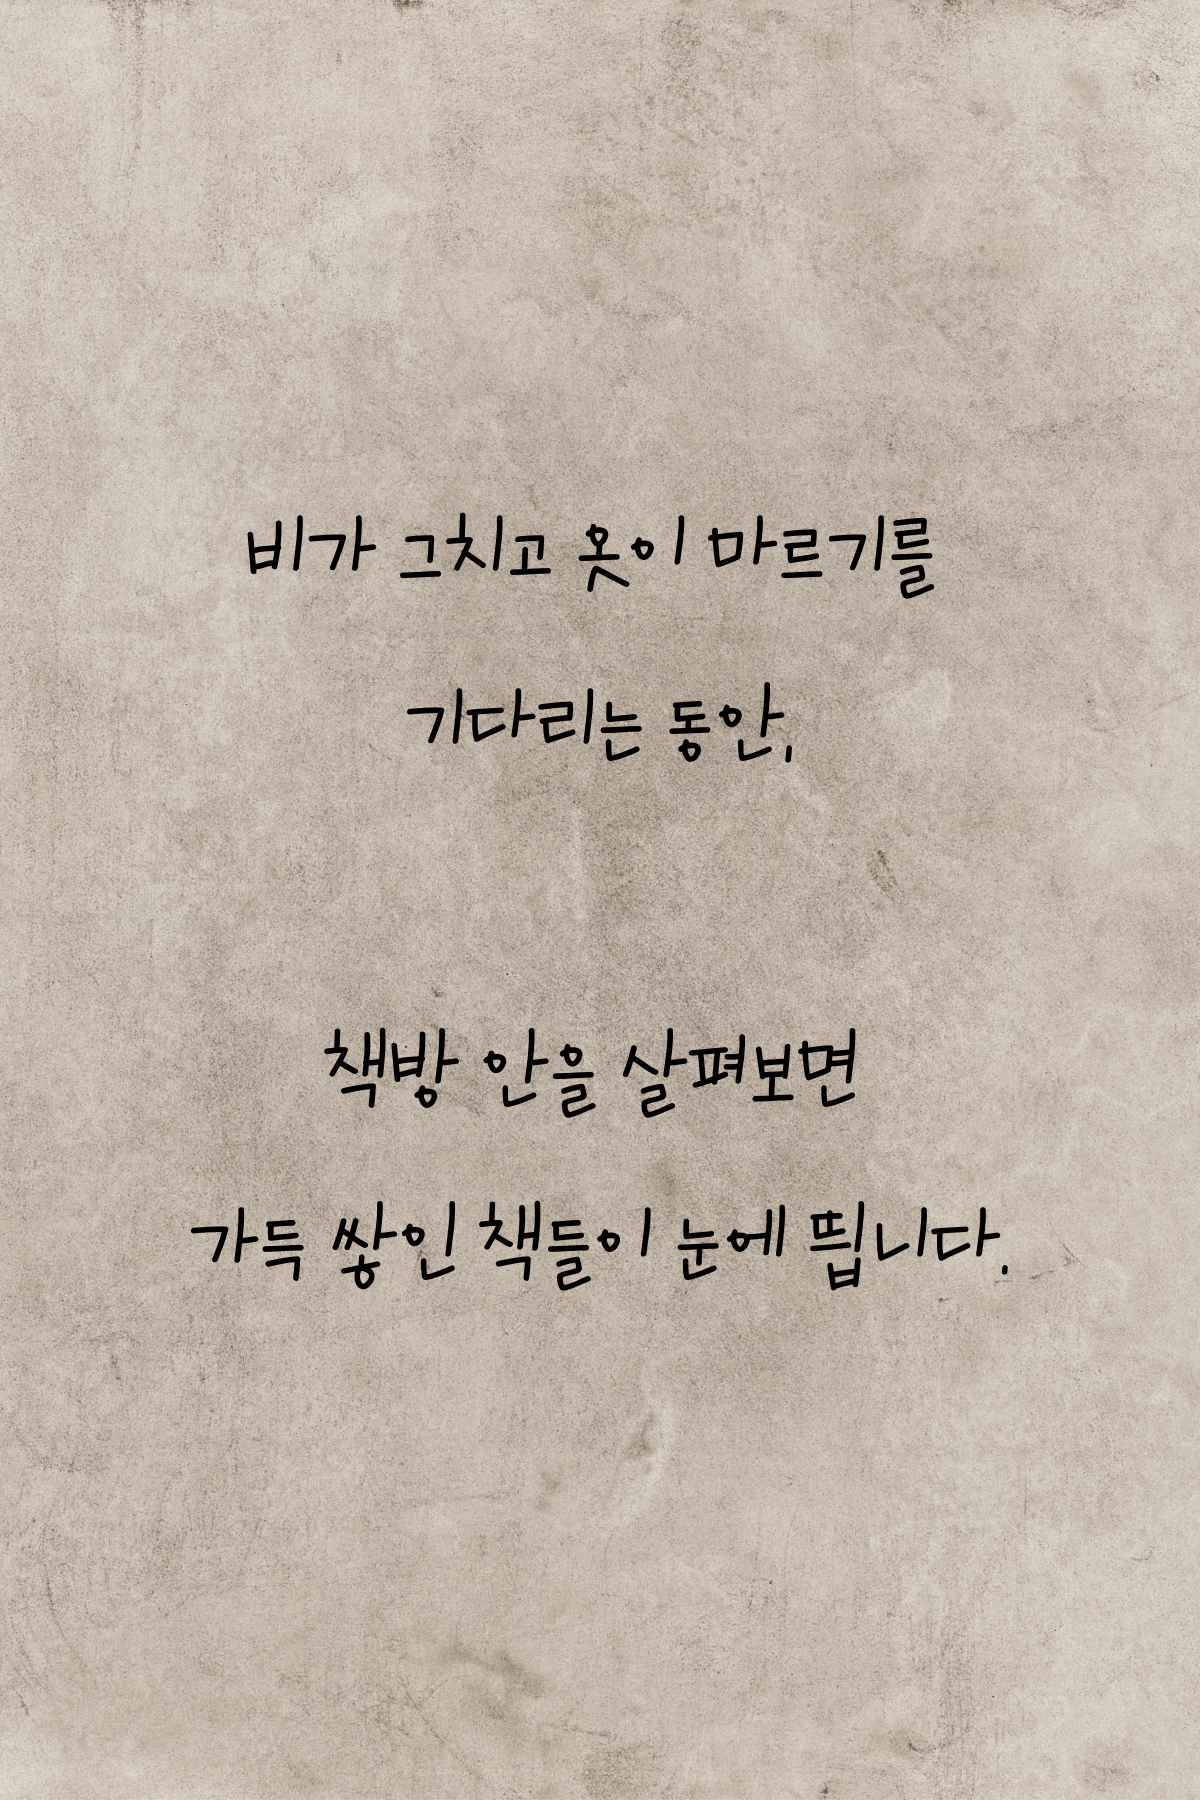 비가 그치고 옷이 마르기를
기다리는 동안,
책방 안을 살펴보면
가득 쌓인 책들이 눈에 띕니다.